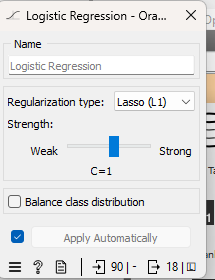 Logistic Regression - Ora...
Name
Logistic Regression
Regularization type: Lasso (L1)
Strength:
Weak Strong
C=1
Balance class distribution
Apply Automatically
? 90 | - 18 |